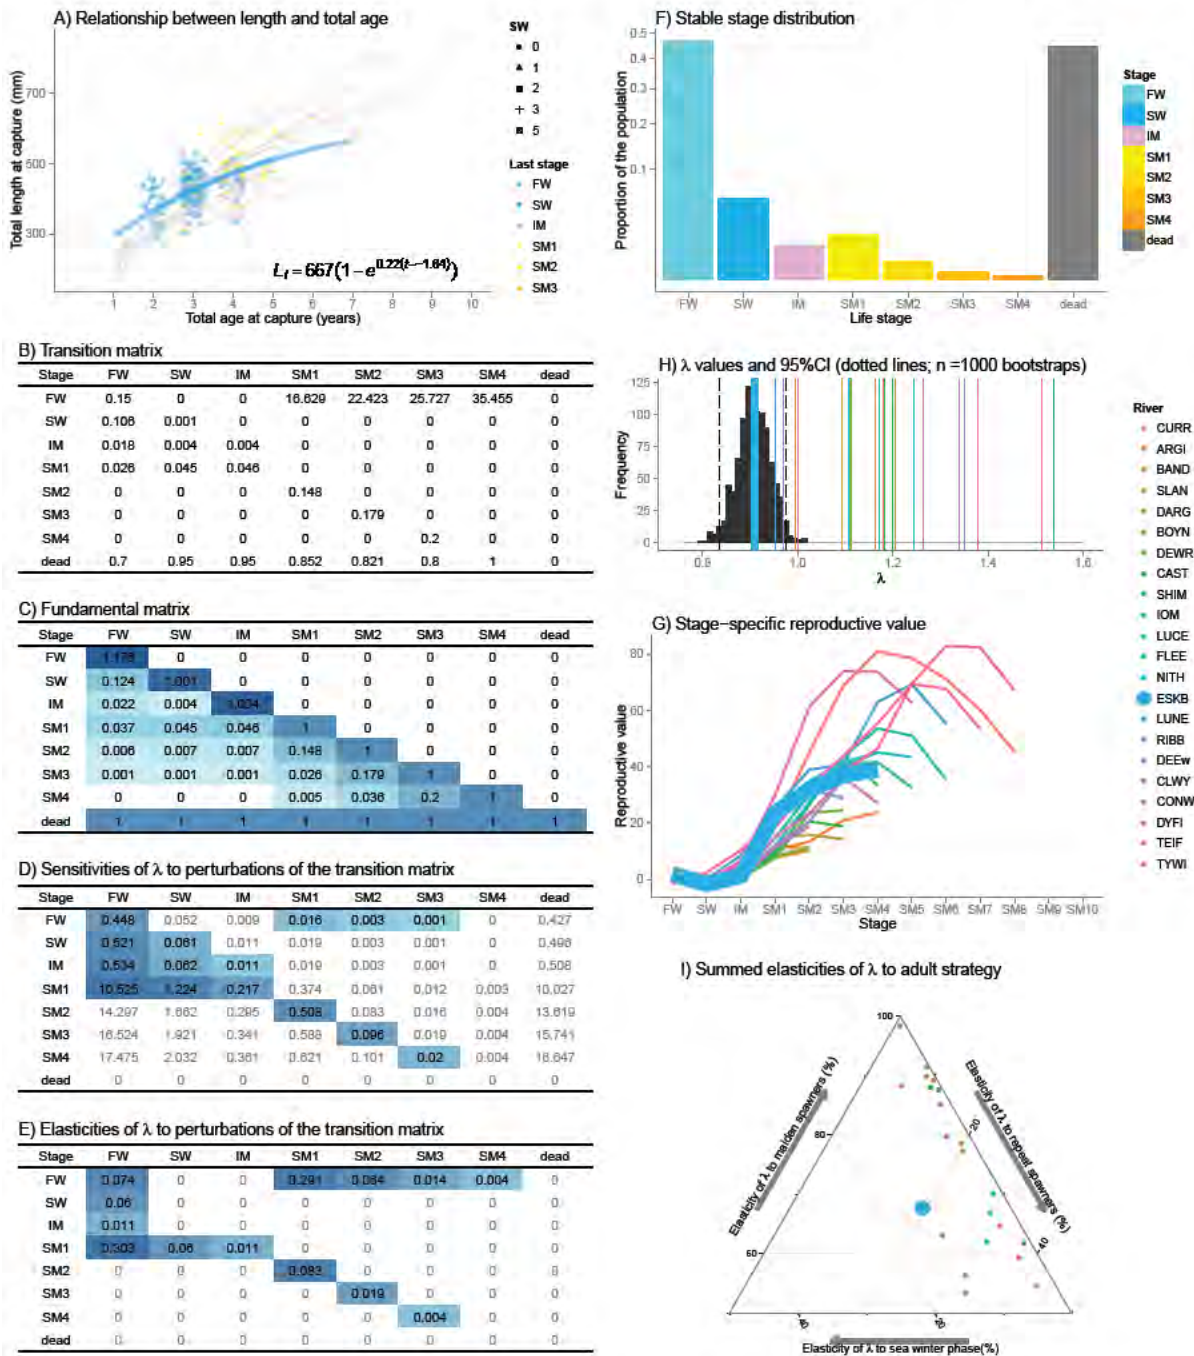 A) Relationship between length and total age
Total length at capture (mm)
700
500
300
1 2 3 4 5 6 7 8 9 10
Total age at capture (years)
SW
0
1
2
3
5
Last stage
FW
SW
IM
SM1
SM2
SM3
B) Transition matrix
Stage FW SW IM SM1 SM2 SM3 SM4 dead
FW 0.15 0 0 16.629 22.423 25.727 35.455 0
SW 0.106 0.001 0 0 0 0 0 0
IM 0.018 0.004 0.004 0 0 0 0 0
SM1 0.026 0.045 0.046 0 0 0 0 0
SM2 0 0 0 0.148 0 0 0 0
SM3 0 0 0 0 0.179 0 0 0
SM4 0 0 0 0 0 0.2 0 0
dead 0.7 0.95 0.95 0.852 0.821 0.8 1 0
C) Fundamental matrix
Stage FW SW IM SM1 SM2 SM3 SM4 dead
FW 1.176 0 0 0 0 0 0 0
SW 0.124 1.001 0 0 0 0 0 0
IM 0.022 0.004 1.004 0 0 0 0 0
SM1 0.037 0.045 0.046 1 0 0 0 0
SM2 0.006 0.007 0.007 0.148 1 0 0 0
SM3 0.001 0.001 0.001 0.026 0.179 1 0 0
SM4 0 0 0 0.005 0.036 0.2 1 0
dead 1 1 1 1 1 1 1 1
D) Sensitivities of λ to perturbations of the transition matrix
Stage FW SW IM SM1 SM2 SM3 SM4 dead
FW 0.448 0.052 0.009 0.016 0.003 0.001 0 0.427
SW 0.521 0.061 0.011 0.019 0.003 0.001 0 0.496
IM 0.534 0.062 0.011 0.019 0.003 0.001 0 0.508
SM1 10.525 1.224 0.217 0.374 0.061 0.012 0.003 10.027
SM2 14.297 1.662 0.295 0.508 0.083 0.016 0.004 13.619
SM3 16.524 1.921 0.341 0.588 0.096 0.019 0.004 15.741
SM4 17.475 2.032 0.361 0.621 0.101 0.02 0.004 16.647
dead 0 0 0 0 0 0 0 0
E) Elasticities of λ to perturbations of the transition matrix
Stage FW SW IM SM1 SM2 SM3 SM4 dead
FW 0.074 0 0 0.291 0.064 0.014 0.004 0
SW 0.06 0 0 0 0 0 0 0
IM 0.011 0 0 0 0 0 0 0
SM1 0.303 0.06 0.011 0 0 0 0 0
SM2 0 0 0 0.083 0 0 0 0
SM3 0 0 0 0 0.019 0 0 0
SM4 0 0 0 0 0 0.004 0 0
dead 0 0 0 0 0 0 0 0
F) Stable stage distribution
Proportion of the population
0.5
0.4
0.3
0.2
0.1
FW SW IM SM1 SM2 SM3 SM4 dead
Life stage
Stage
FW
SW
IM
SM1
SM2
SM3
SM4
dead
H) λ values and 95%CI (dotted lines; n =1000 bootstraps)
Frequency
125
100
75
50
25
0
0.8 1.0 1.2 1.4 1.6
λ
River
CURR
ARGI
BAND
SLAN
DARG
BOYN
DEWR
CAST
SHIM
IOM
LUCE
FLEE
NITH
ESKB
LUNE
RIBB
DEEw
CLWY
CONW
DYFI
TEIF
TYWI
G) Stage−specific reproductive value
Reproductive value
80
60
40
20
0
FW SW IM SM1 SM2 SM3 SM4 SM5 SM6 SM7 SM8 SM9 SM10
Stage
I) Summed elasticities of λ to adult strategy
100
80
60
20
40
40
20
Elasticity of λ to maiden spawners (%)
Elasticity of λ to repeat spawners (%)
Elasticity of λ to sea winter phase(%)